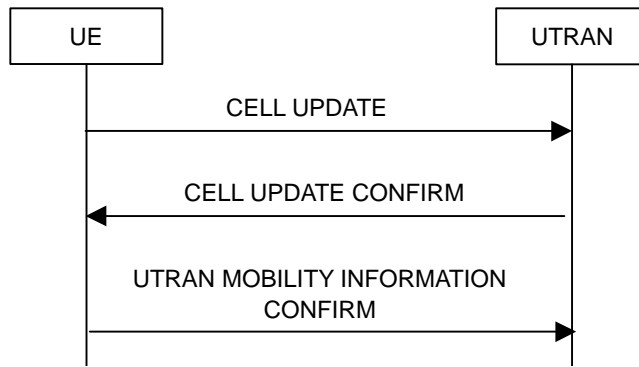 UE
UTRAN
CELL UPDATE
CELL UPDATE CONFIRM
UTRAN MOBILITY INFORMATION
CONFIRM